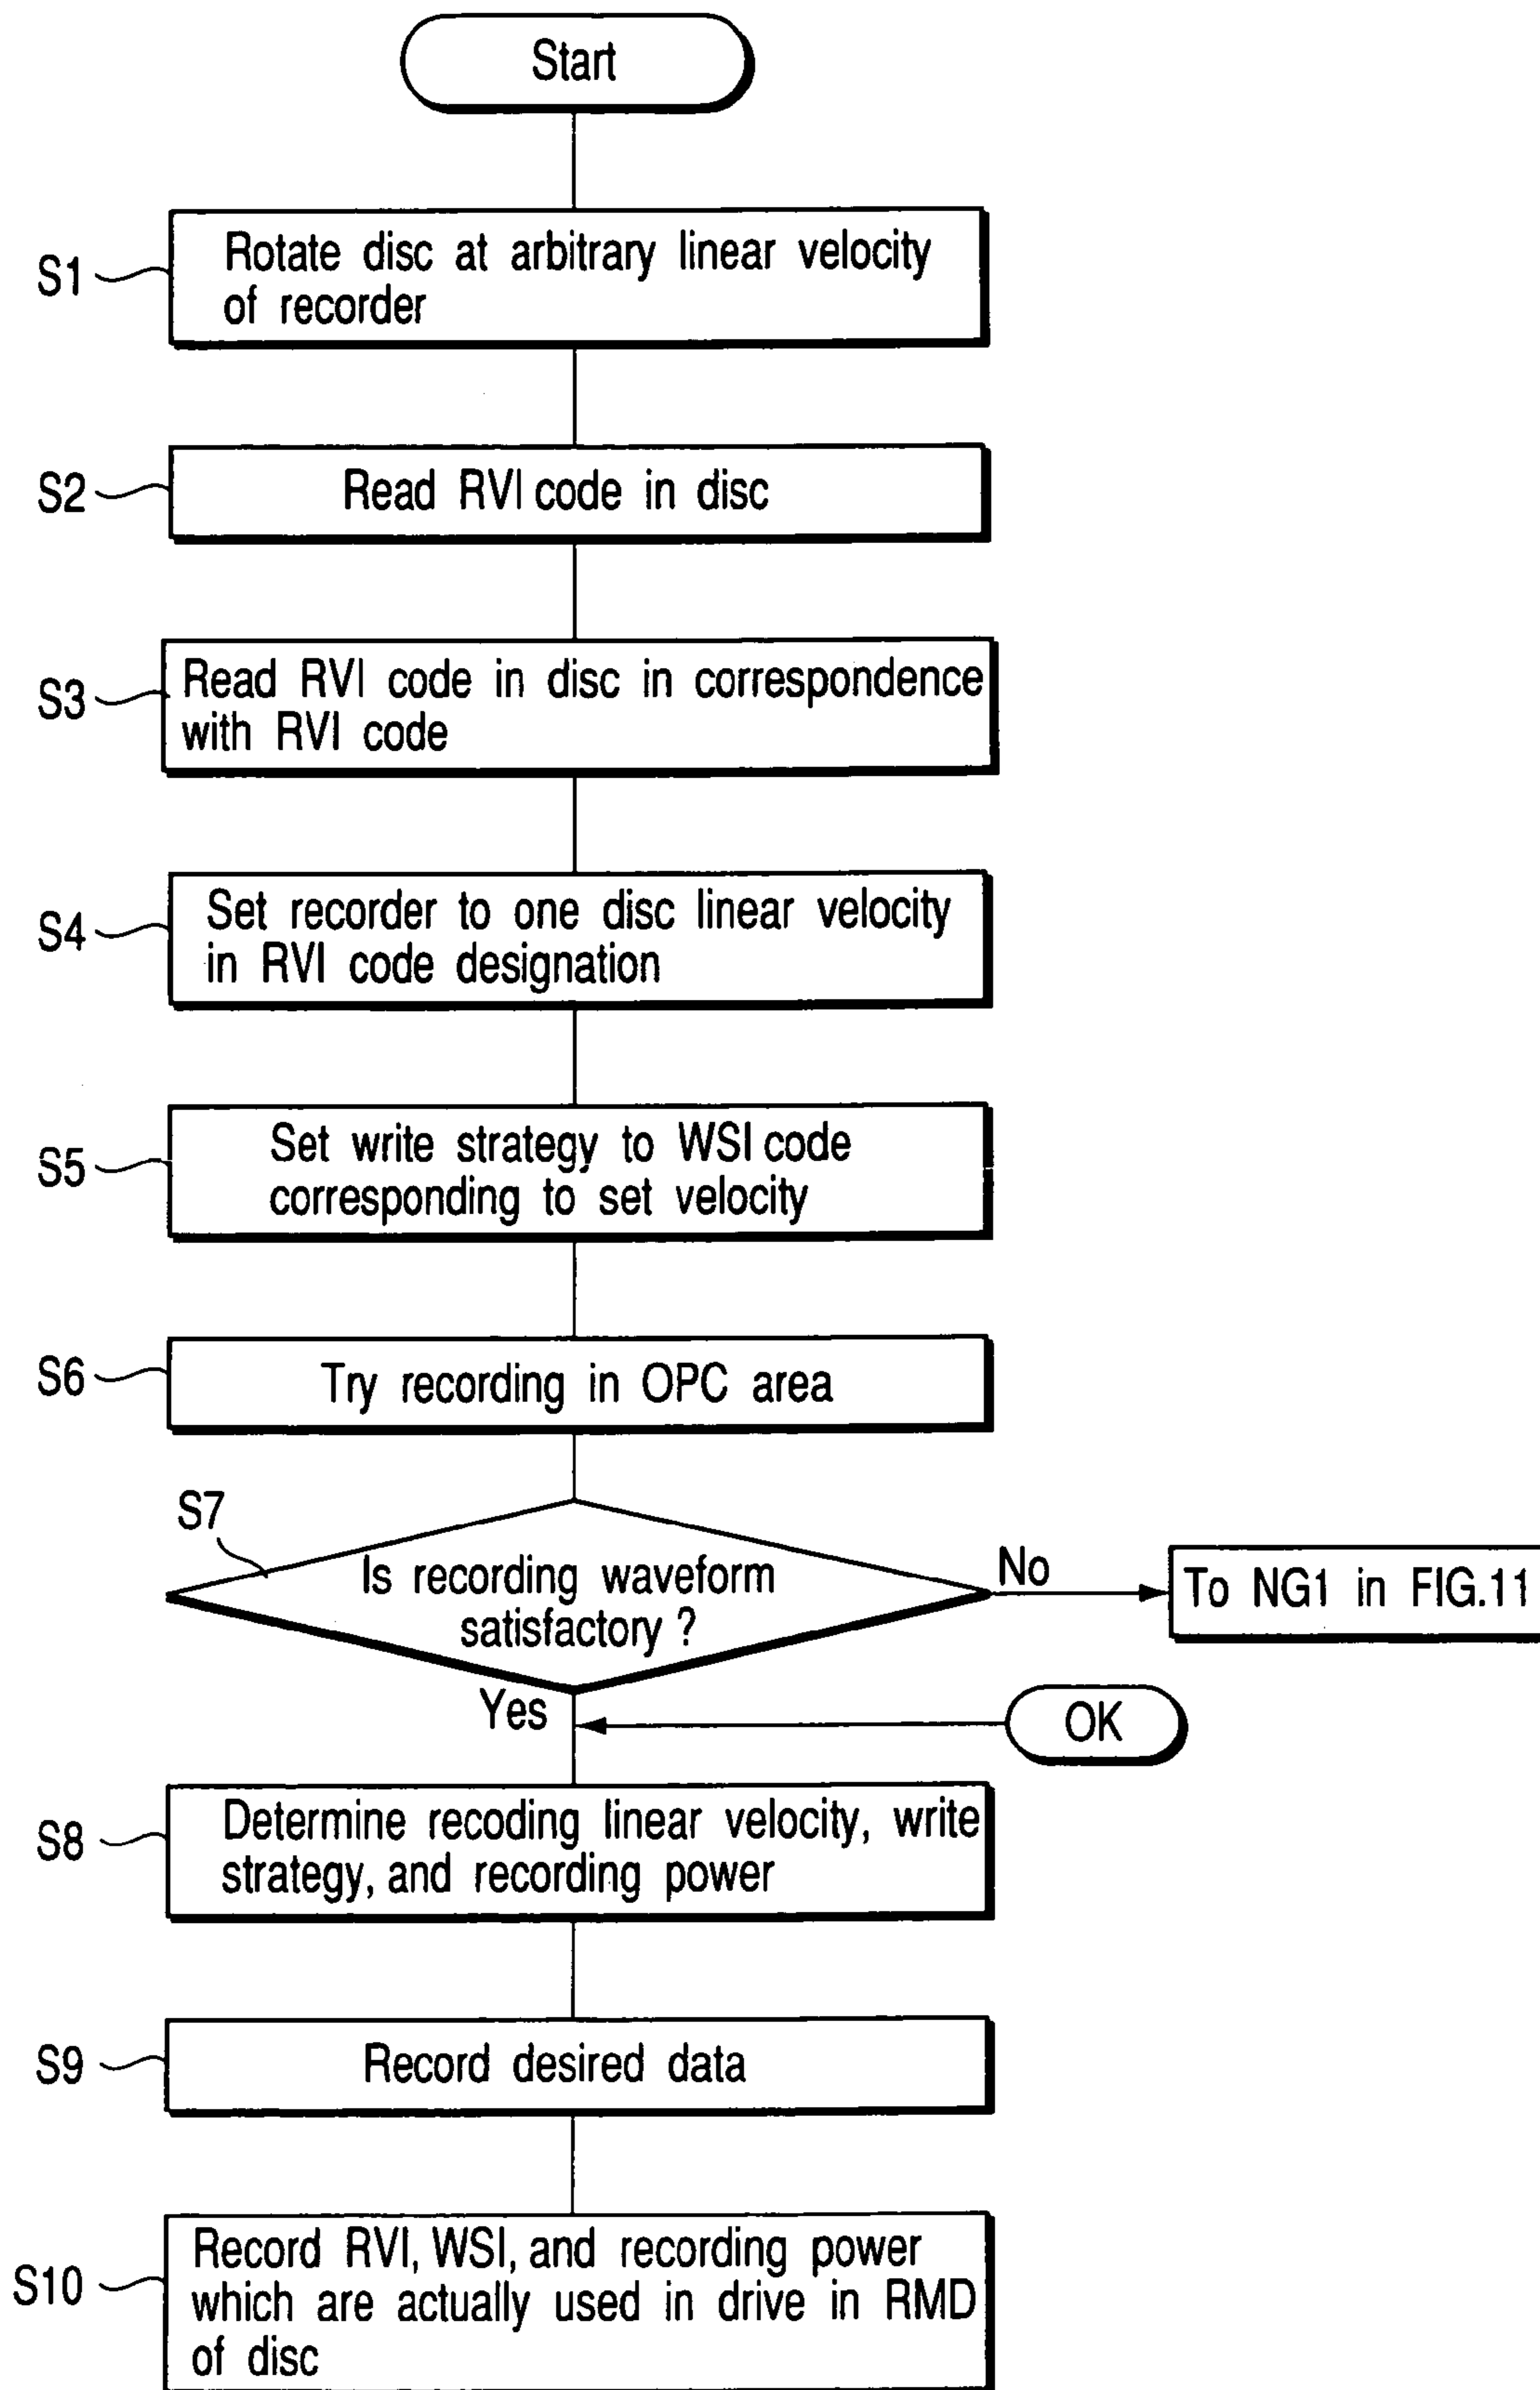 Start
S1
Rotate disc at arbitrary linear velocity
of recorder
S2
Read RVI code in disc
S3
Read RVI code in disc in correspondence
with RVI code
S4
Set recorder to one disc linear velocity
in RVI code designation
S5
Set write strategy to WSI code
corresponding to set velocity
S6
Try recording in OPC area
S7
Is recording waveform
satisfactory ?
No
To NG1 in FIG.11
Yes
OK
S8
Determine recoding linear velocity, write
strategy, and recording power
S9
Record desired data
S10
Record RVI, WSI, and recording power
which are actually used in drive in RMD
of disc